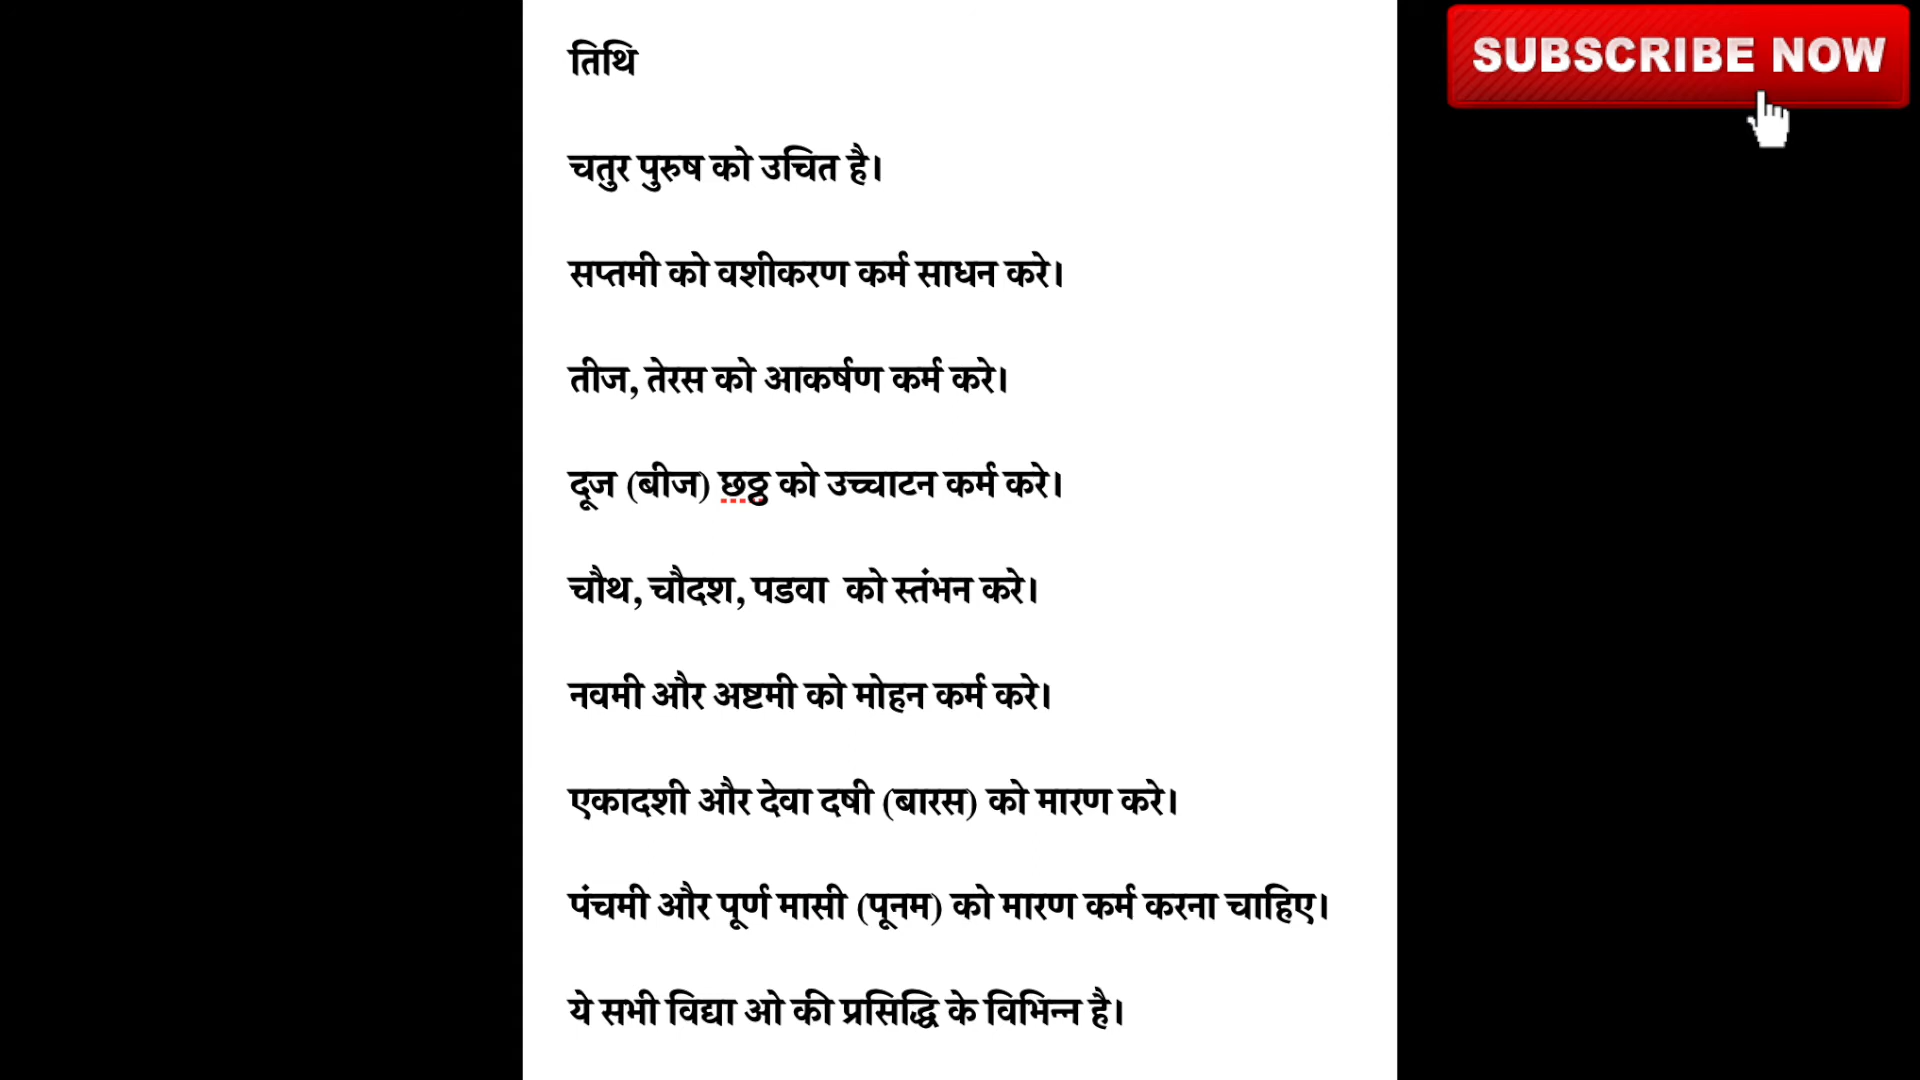 तिथि
SUBSCRIBE NOW
चतुर पुरुष को उचित है।
सप्तमी को वशीकरण कर्म साधन करे।
तीज, तेरस को आकर्षण कर्म करे।
दूज (बीज) छठ्ठ को उच्चाटन कर्म करे।
चौथ, चौदश, पडवा को स्तंभन करे।
नवमी और अष्टमी को मोहन कर्म करे।
एकादशी और देवा दषी (बारस) को मारण करे।
पंचमी और पूर्ण मासी (पूनम) को मारण कर्म करना चाहिए।
ये सभी विद्या ओ की प्रसिद्धि के विभिन्न है।